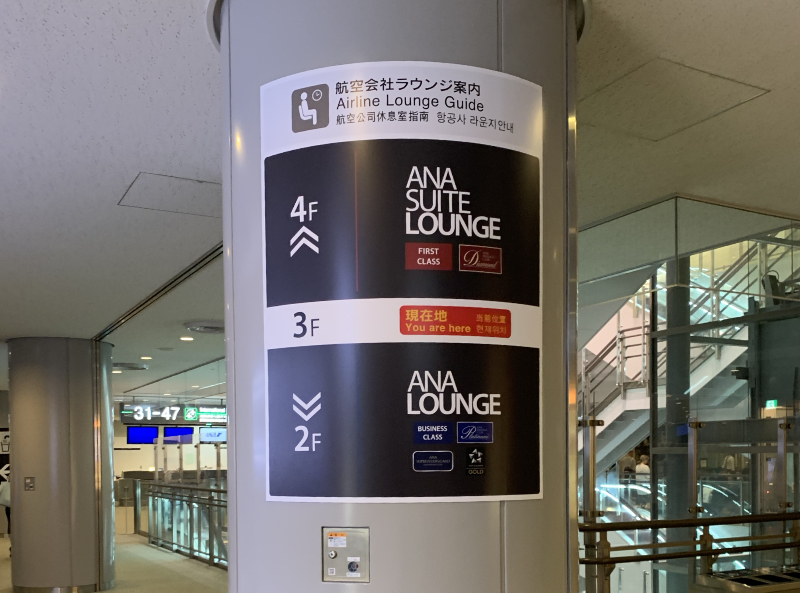 航空会社ラウンジ案内
Airline Lounge Guide
航空公司休息室指南 항공사 라운지안내
4F
ANA
SUITE
LOUNGE
FIRST
CLASS
Diamond
3F
現在地
You are here
当前位置
현재위치
2F
ANA
LOUNGE
BUSINESS
CLASS
Platinum
GOLD
31-47